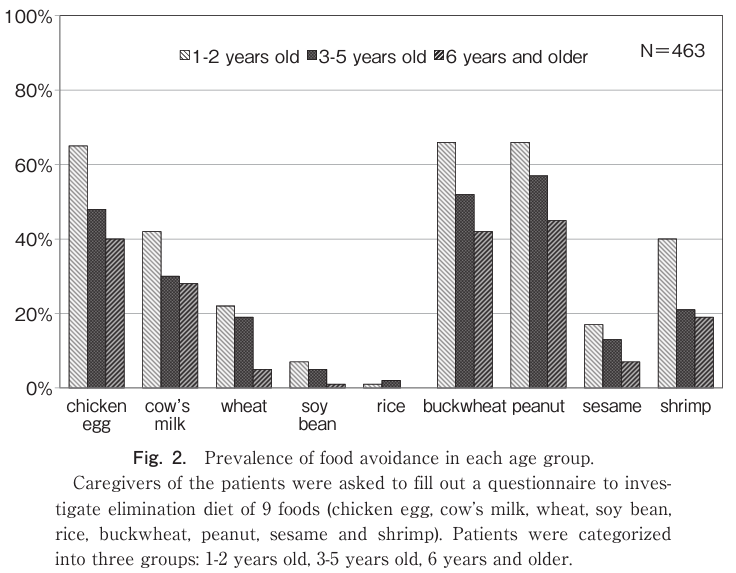 100%
1-2 years old 3-5 years old 6 years and older
N=463
80%
60%
40%
20%
0%
chicken egg
cow's milk
wheat
soy bean
rice
buckwheat
peanut
sesame
shrimp
Fig. 2. Prevalence of food avoidance in each age group.
Caregivers of the patients were asked to fill out a questionnaire to inves-
tigate elimination diet of 9 foods (chicken egg, cow's milk, wheat, soy bean,
rice, buckwheat, peanut, sesame and shrimp). Patients were categorized
into three groups: 1-2 years old, 3-5 years old, 6 years and older.